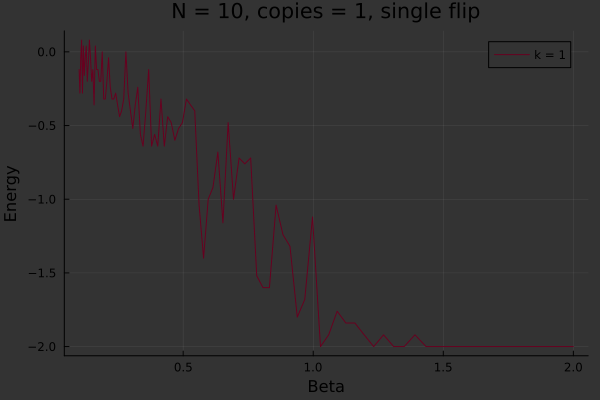 N = 10, copies = 1, single flip
k = 1
Energy
0.0
−0.5
−1.0
−1.5
−2.0
0.5
1.0
1.5
2.0
Beta